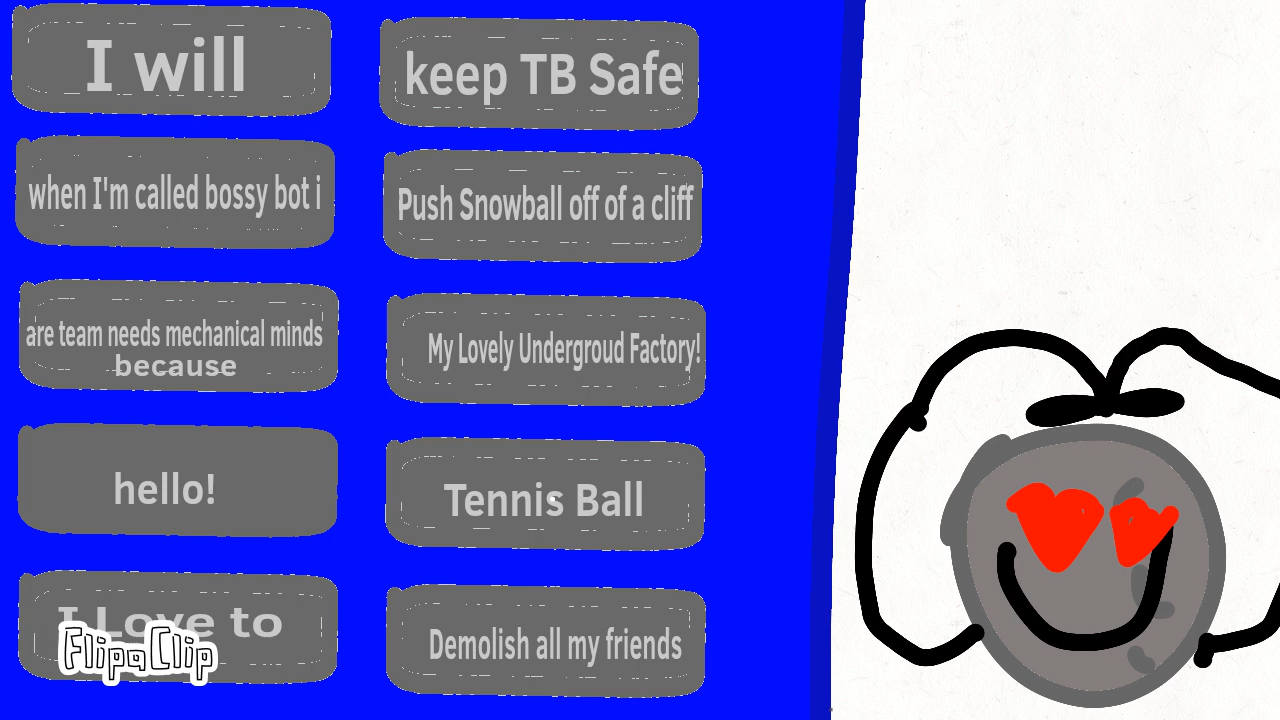 I will
keep TB Safe
when I'm called bossy bot i
Push Snowball off of a cliff
are team needs mechanical minds
because
My Lovely Undergroud Factory!
hello!
Tennis Ball
I Love to
FlipaClip
Demolish all my friends